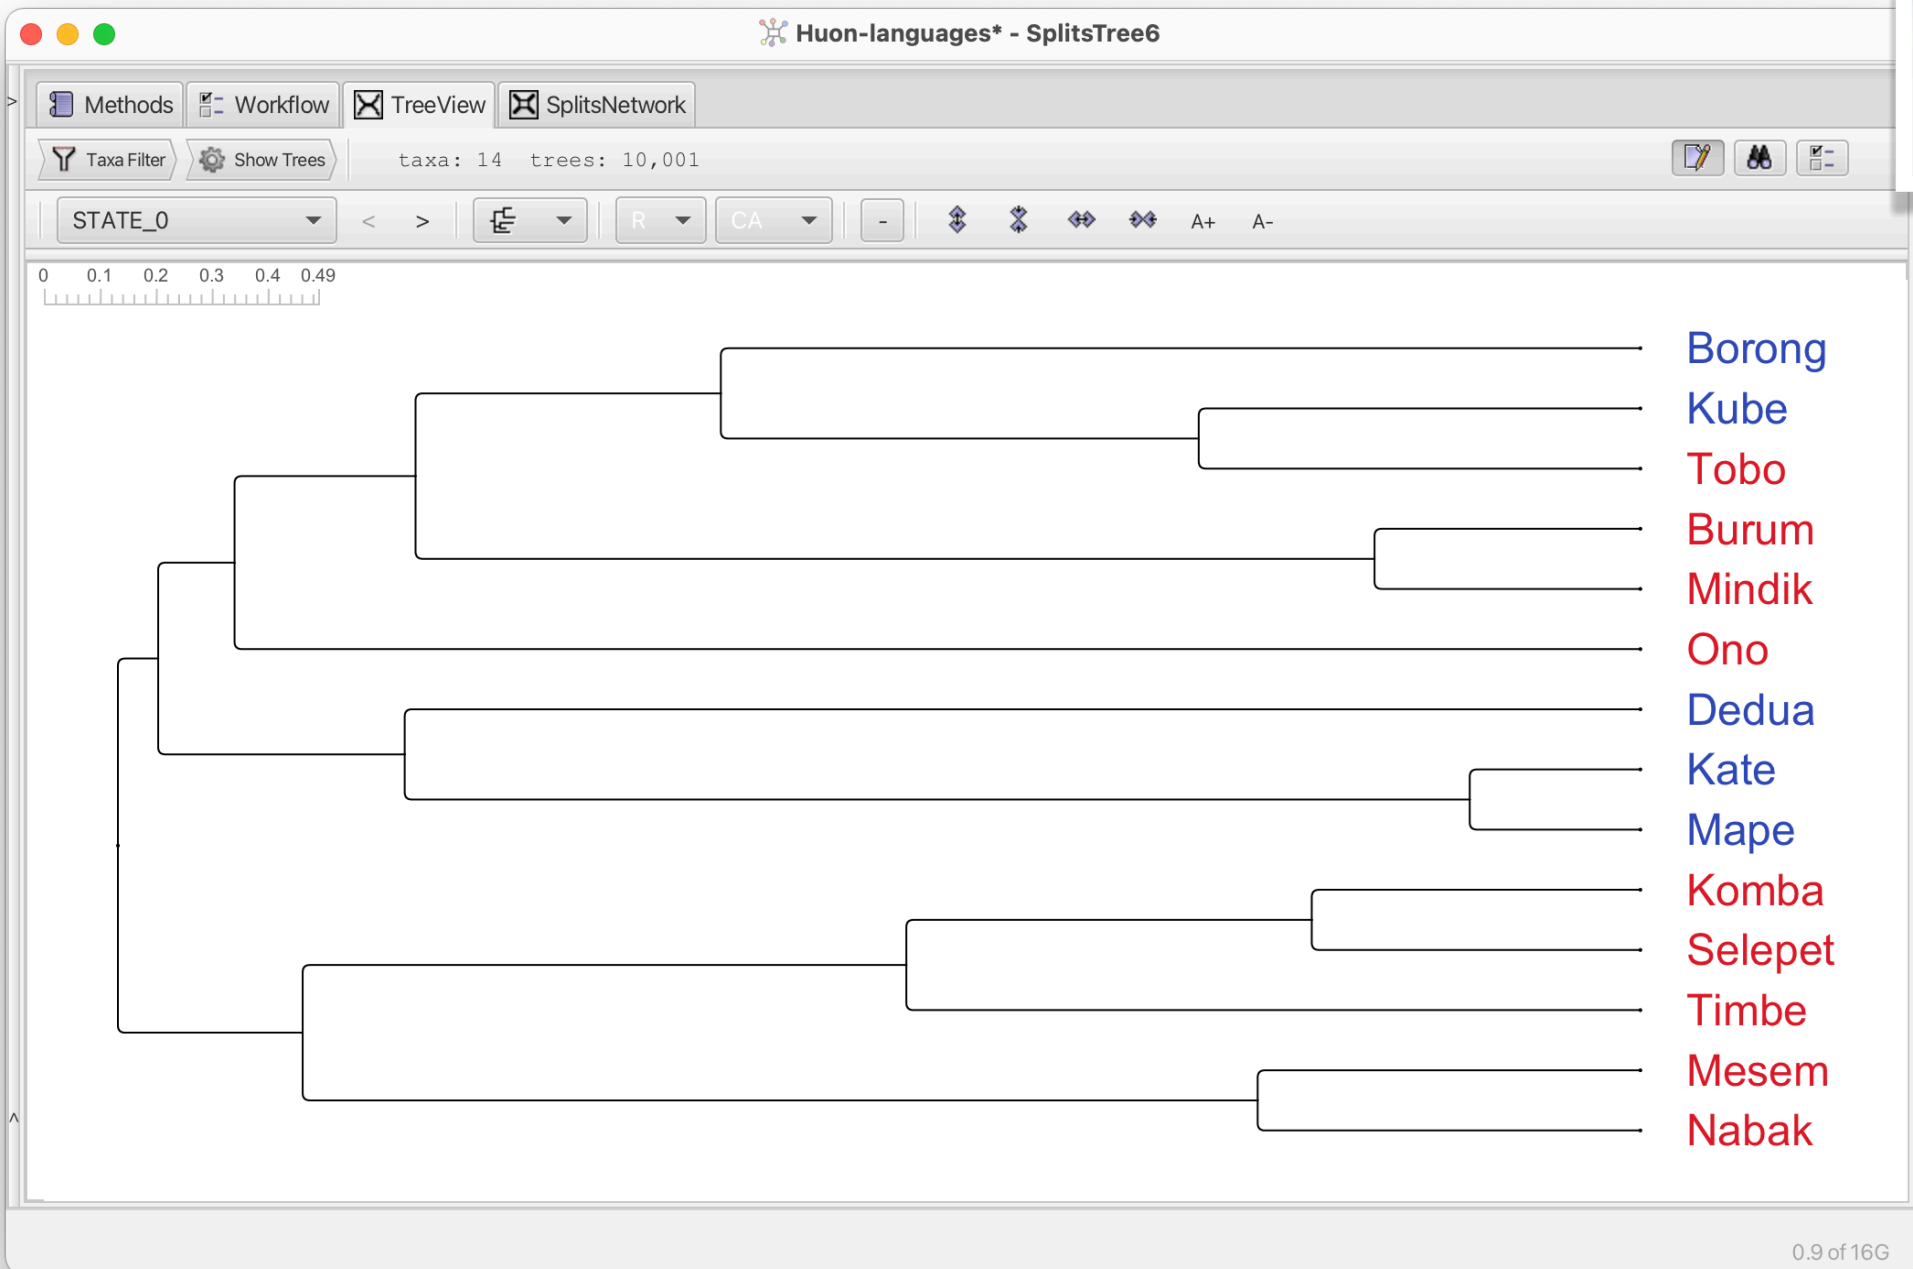 Huon-languages* - SplitsTree6
> Methods Workflow TreeView SplitsNetwork
Taxa Filter Show Trees taxa: 14 trees: 10,001
STATE_0 < > R CA - A+ A-
0 0.1 0.2 0.3 0.4 0.49
Borong
Kube
Tobo
Burum
Mindik
Ono
Dedua
Kate
Mape
Komba
Selepet
Timbe
Mesem
Nabak
0.9 of 16G